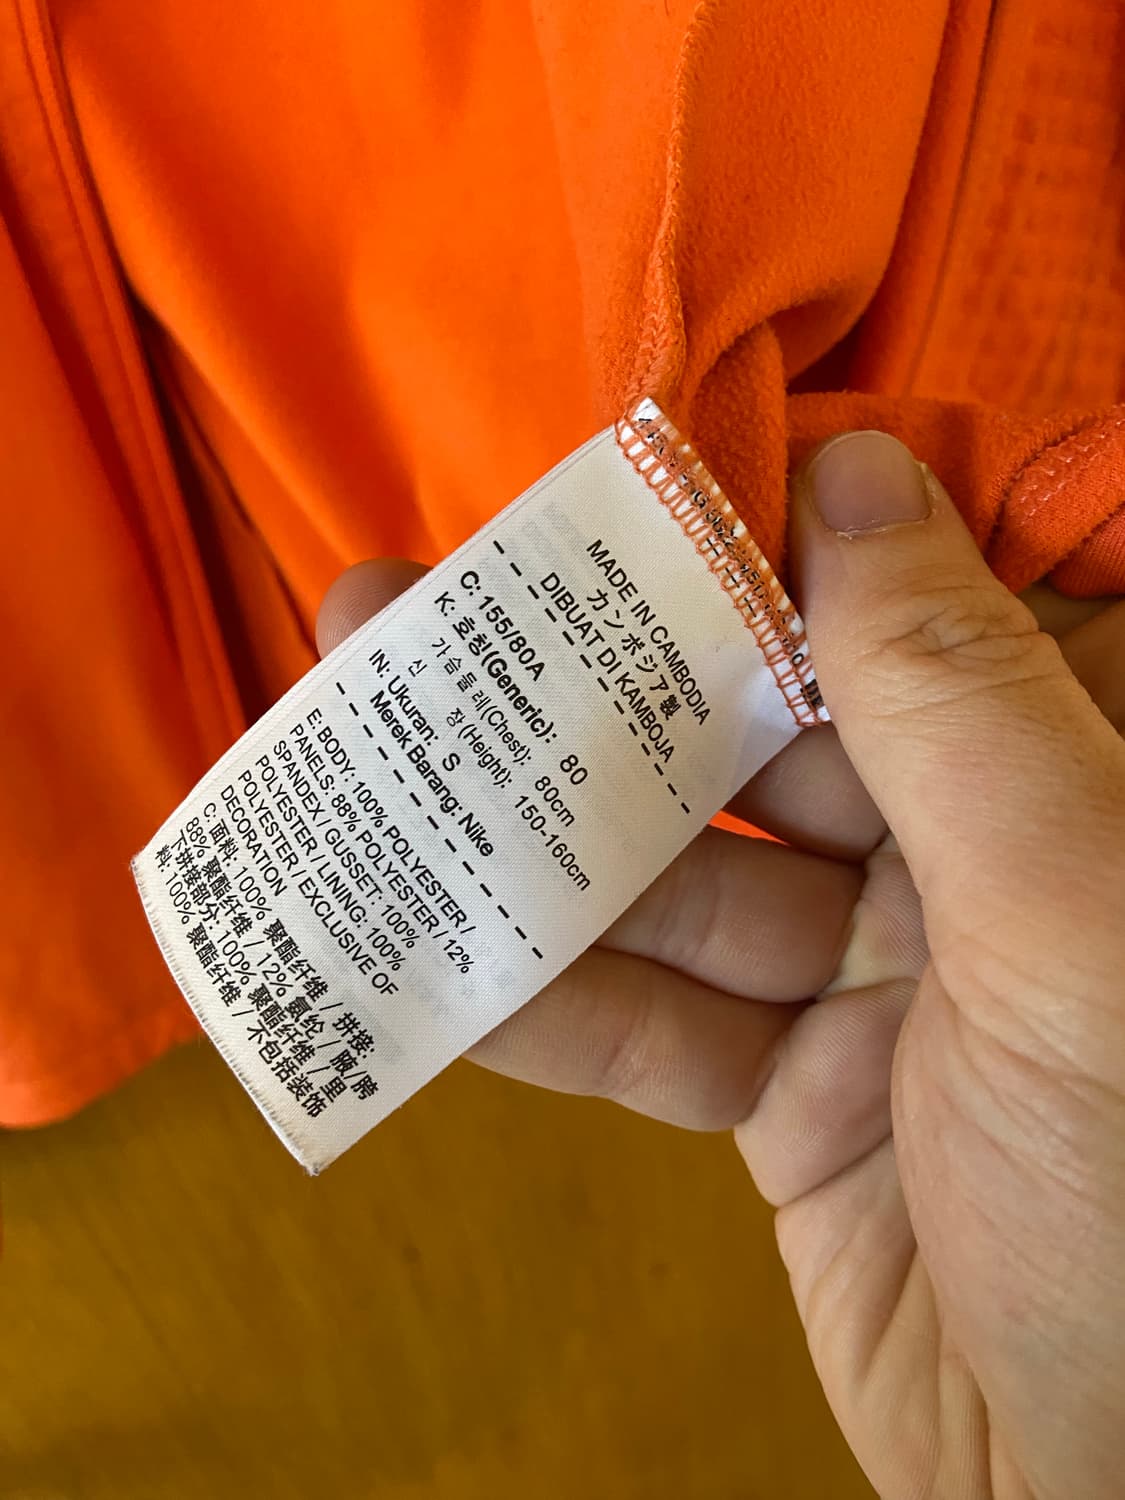 MADE IN CAMBODIA
カンボジア製
DIBUAT DI KAMBOJA
C: 155/80A
K: 호칭(Generic): 80
가슴둘레(Chest): 80cm
신 장(Height): 150-160cm
IN: Ukuran: S
Merek Barang: Nike
E: BODY: 100% POLYESTER /
PANELS: 88% POLYESTER / 12%
SPANDEX / GUSSET: 100%
POLYESTER / LINING: 100%
POLYESTER / EXCLUSIVE OF
DECORATION
C: 面料: 100% 聚酯纤维 / 拼接:
88% 聚酯纤维 / 12% 氨纶 / 腋/胯
下拼接部分: 100% 聚酯纤维 / 里
料: 100% 聚酯纤维 / 不包括装饰